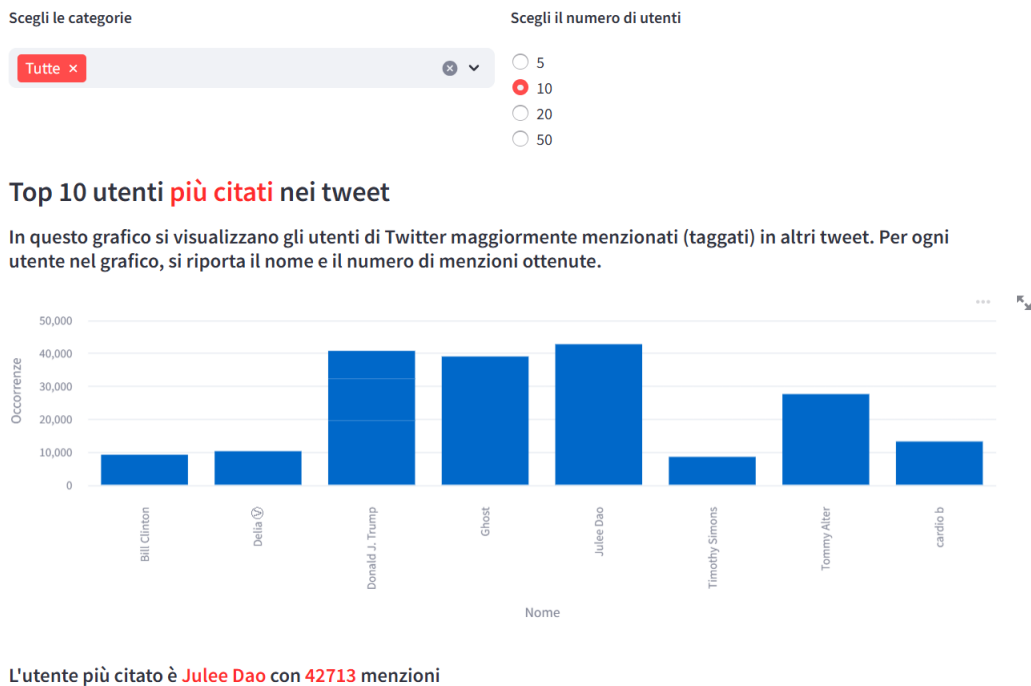 Scegli le categorie
Scegli il numero di utenti
Tutte ×
5
10
20
50
Top 10 utenti più citati nei tweet
In questo grafico si visualizzano gli utenti di Twitter maggiormente menzionati (taggati) in altri tweet. Per ogni
utente nel grafico, si riporta il nome e il numero di menzioni ottenute.
50,000
40,000
30,000
20,000
10,000
0
Occorrenze
Bill Clinton
Delia Ⓥ
Donald J. Trump
Ghost
Julee Dao
Timothy Simons
Tommy Alter
cardio b
Nome
L'utente più citato è Julee Dao con 42713 menzioni